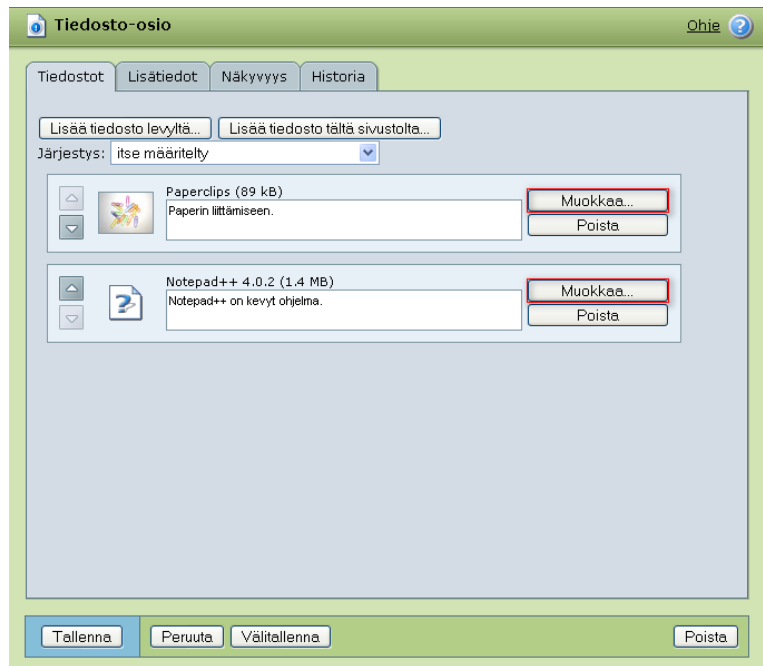 Tiedosto-osio
Ohje
Tiedostot Lisätiedot Näkyvyys Historia
Lisää tiedosto levyltä... Lisää tiedosto tältä sivustolta...
Järjestys: itse määritelty
Paperclips (89 kB)
Paperin liittämiseen.
Muokkaa...
Poista
Notepad++ 4.0.2 (1.4 MB)
Notepad++ on kevyt ohjelma.
Muokkaa...
Poista
Tallenna Peruuta Välitallenna Poista